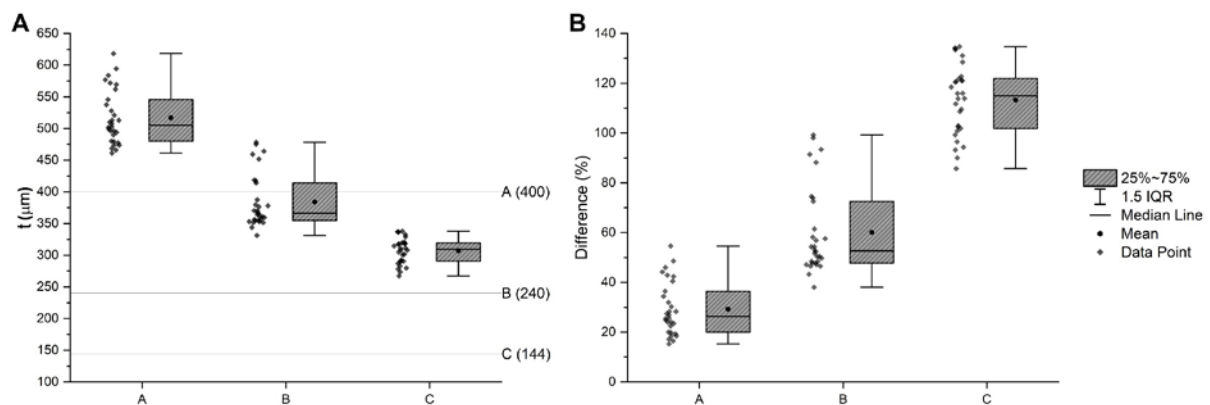 A
650
600
550
500
450
400
350
300
250
200
150
100
t (μm)
A (400)
B (240)
C (144)
A B C
B
140
120
100
80
60
40
20
0
Difference (%)
A B C
25%~75%
1.5 IQR
Median Line
Mean
Data Point